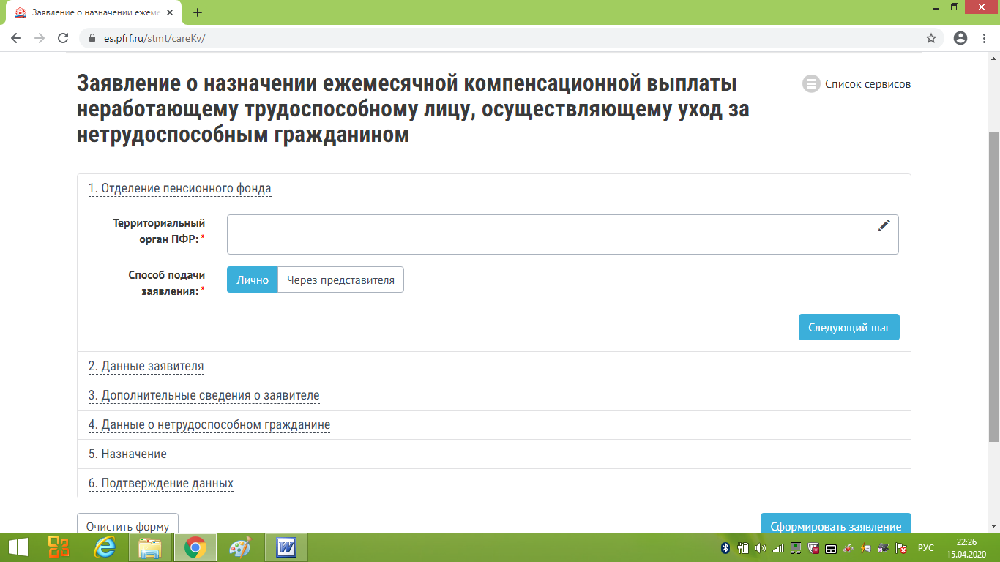 Заявление о назначении ежеме
es.pfrf.ru/stmt/careKv/
Заявление о назначении ежемесячной компенсационной выплаты
неработающему трудоспособному лицу, осуществляющему уход за
нетрудоспособным гражданином
Список сервисов
1. Отделение пенсионного фонда
Территориальный
орган ПФР: *
Способ подачи
заявления: *
Лично
Через представителя
Следующий шаг
2. Данные заявителя
3. Дополнительные сведения о заявителе
4. Данные о нетрудоспособном гражданине
5. Назначение
6. Подтверждение данных
Очистить форму
Сформировать заявление
РУС
22:26
15.04.2020